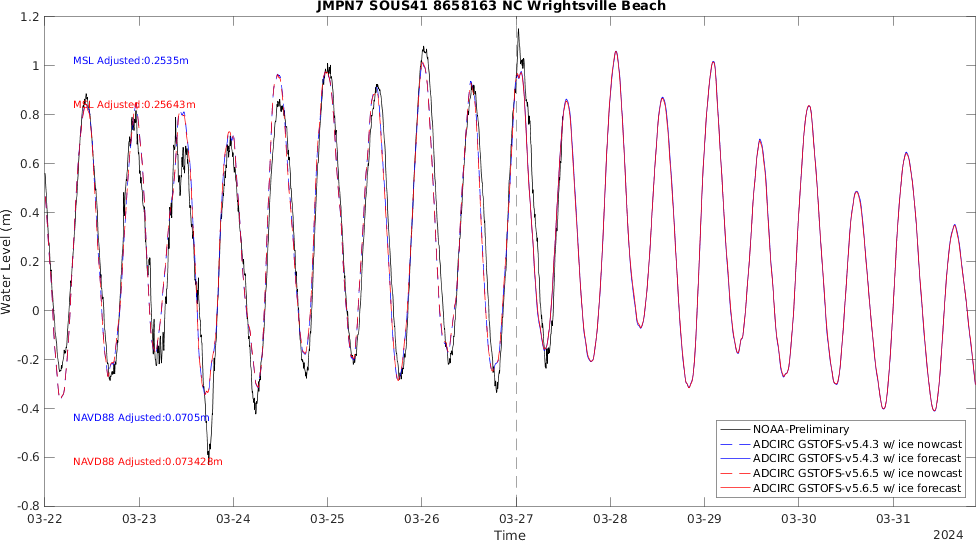 JMPN7 SOUS41 8658163 NC Wrightsville Beach
1.2
1
0.8
0.6
0.4
0.2
0
-0.2
-0.4
-0.6
-0.8
Water Level (m)
MSL Adjusted:0.2535m
MSL Adjusted:0.25643m
NAVD88 Adjusted:0.0705m
NAVD88 Adjusted:0.073428m
NOAA-Preliminary
ADCIRC GSTOFS-v5.4.3 w/ ice nowcast
ADCIRC GSTOFS-v5.4.3 w/ ice forecast
ADCIRC GSTOFS-v5.6.5 w/ ice nowcast
ADCIRC GSTOFS-v5.6.5 w/ ice forecast
03-22 03-23 03-24 03-25 03-26 03-27 03-28 03-29 03-30 03-31
Time
2024